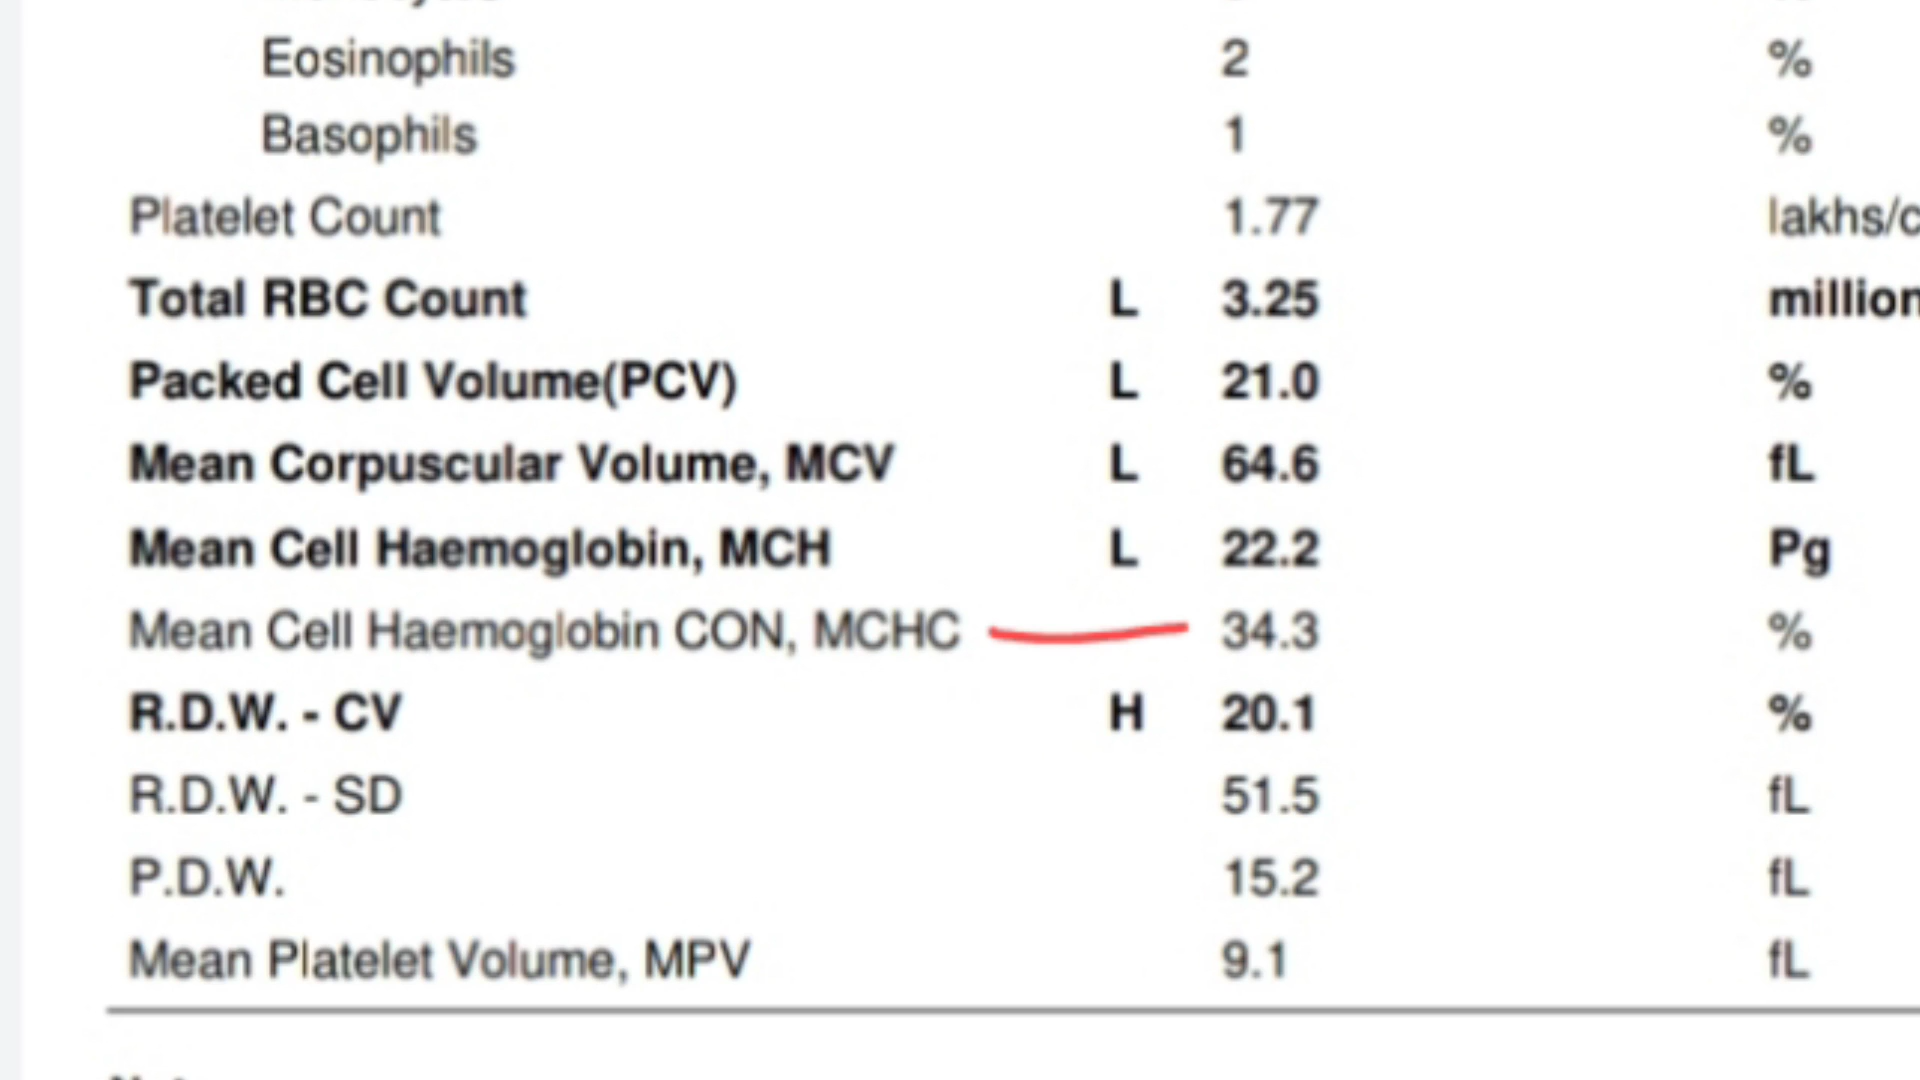 Eosinophils 2 %
Basophils 1 %
Platelet Count 1.77 lakhs/c
Total RBC Count L 3.25 million
Packed Cell Volume(PCV) L 21.0 %
Mean Corpuscular Volume, MCV L 64.6 fL
Mean Cell Haemoglobin, MCH L 22.2 Pg
Mean Cell Haemoglobin CON, MCHC 34.3 %
R.D.W. - CV H 20.1 %
R.D.W. - SD 51.5 fL
P.D.W. 15.2 fL
Mean Platelet Volume, MPV 9.1 fL